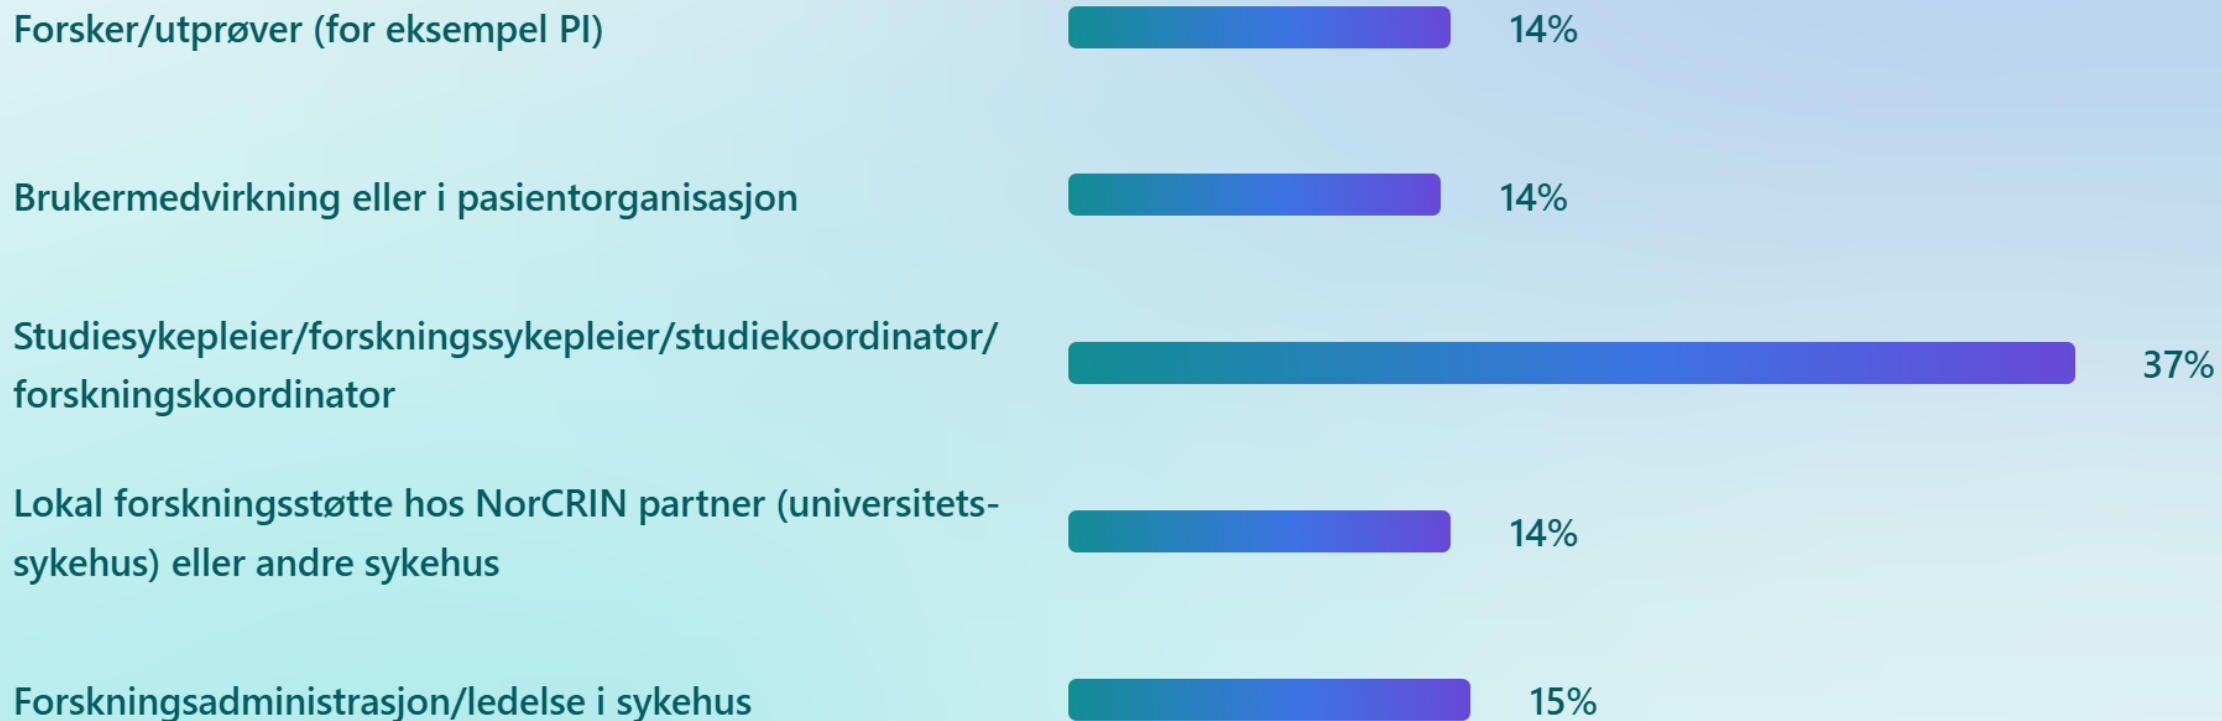 Forsker/utprøver (for eksempel PI) 14%
Brukermedvirkning eller i pasientorganisasjon 14%
Studiesykepleier/forskningssykepleier/studiekoordinator/
forskningskoordinator 37%
Lokal forskningsstøtte hos NorCRIN partner (universitets-
sykehus) eller andre sykehus 14%
Forskningsadministrasjon/ledelse i sykehus 15%